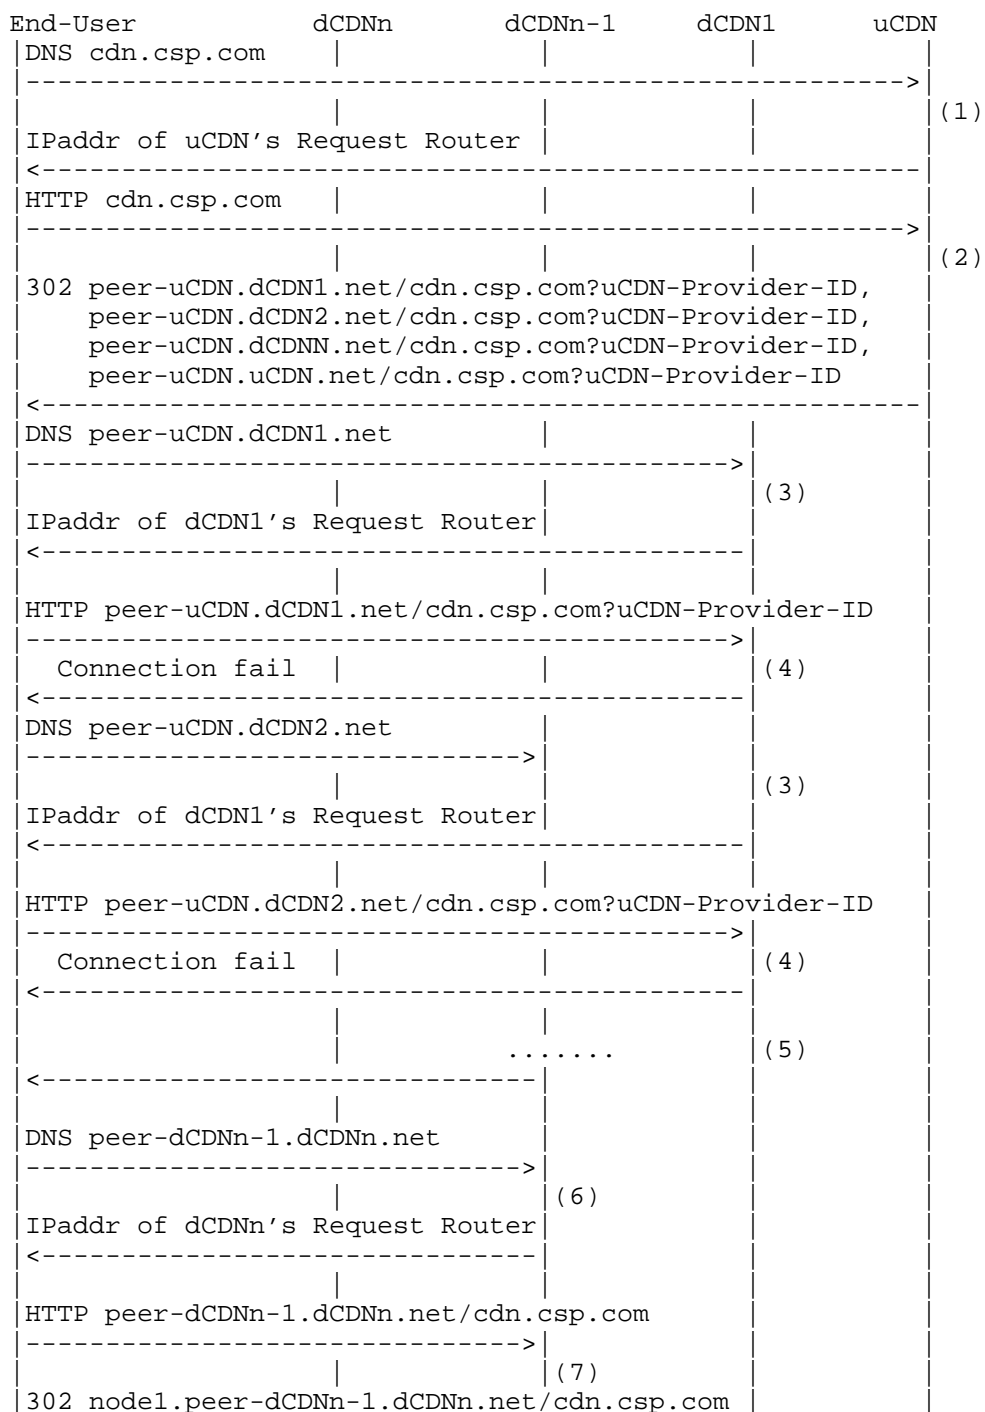 End-User dCDNn dCDNn-1 dCDN1 uCDN
|DNS cdn.csp.com | | | |
|------------------------------------------------------->|
| | | | |(1)
|IPaddr of uCDN's Request Router | | |
|<-------------------------------------------------------|
|HTTP cdn.csp.com | | | |
|------------------------------------------------------->|
| | | | |(2)
|302 peer-uCDN.dCDN1.net/cdn.csp.com?uCDN-Provider-ID, |
| peer-uCDN.dCDN2.net/cdn.csp.com?uCDN-Provider-ID, |
| peer-uCDN.dCDNN.net/cdn.csp.com?uCDN-Provider-ID, |
| peer-uCDN.uCDN.net/cdn.csp.com?uCDN-Provider-ID |
|<-------------------------------------------------------|
|DNS peer-uCDN.dCDN1.net | | |
|-------------------------------------------->| |
| | | |(3) |
|IPaddr of dCDN1's Request Router| | |
|<--------------------------------------------| |
| | | | |
|HTTP peer-uCDN.dCDN1.net/cdn.csp.com?uCDN-Provider-ID |
|-------------------------------------------->| |
| Connection fail | | |(4) |
|<--------------------------------------------| |
|DNS peer-uCDN.dCDN2.net | | |
|------------------------------->| | |
| | | |(3) |
|IPaddr of dCDN1's Request Router| | |
|<--------------------------------------------| |
| | | | |
|HTTP peer-uCDN.dCDN2.net/cdn.csp.com?uCDN-Provider-ID |
|-------------------------------------------->| |
| Connection fail | | |(4) |
|<--------------------------------------------| |
| | | | |
| | ....... |(5) |
|<-------------------------------| | |
| | | | |
|DNS peer-dCDNn-1.dCDNn.net | | |
|------------------------------->| | |
| | |(6) | |
|IPaddr of dCDNn's Request Router| | |
|<-------------------------------| | |
| | | | |
|HTTP peer-dCDNn-1.dCDNn.net/cdn.csp.com | |
|------------------------------->| | |
| | |(7) | |
|302 node1.peer-dCDNn-1.dCDNn.net/cdn.csp.com | |